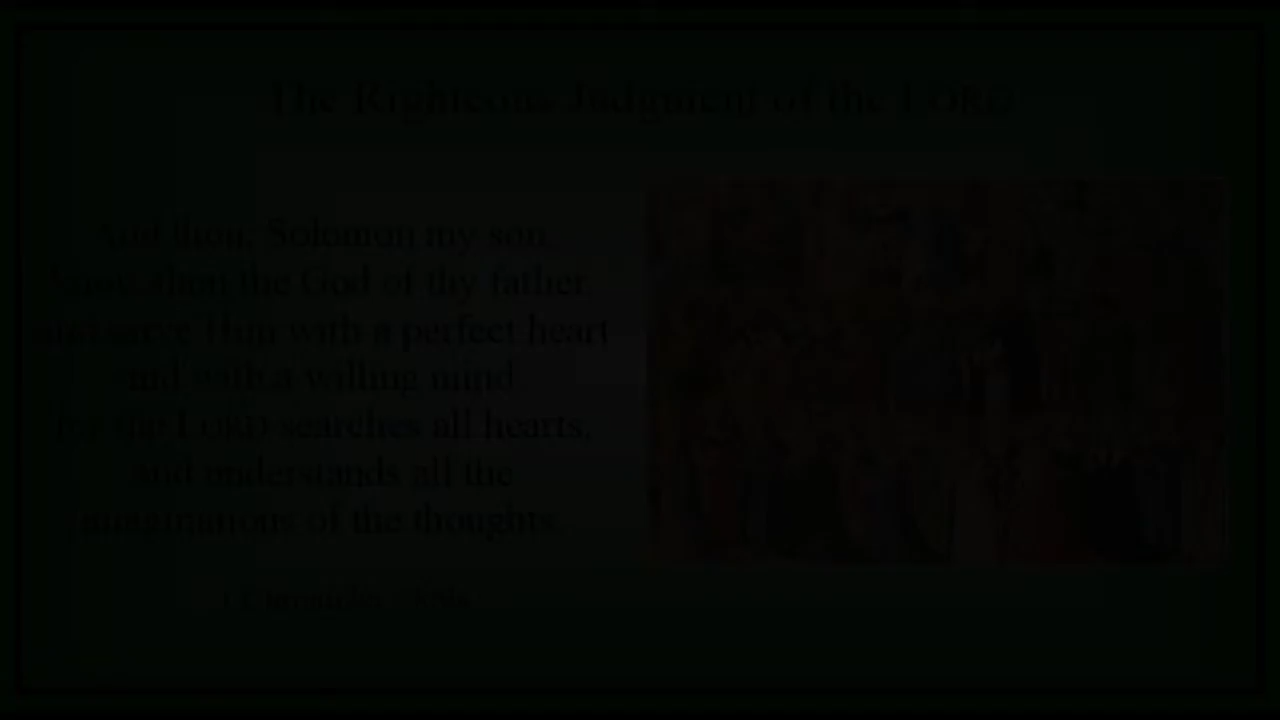 The Righteous Judgment of the LORD
And thou, Solomon my son,
know thou the God of thy father
and serve Him with a perfect heart
and with a willing mind
for the LORD searches all hearts,
and understands all the
imaginations of the thoughts.
1 Chronicles